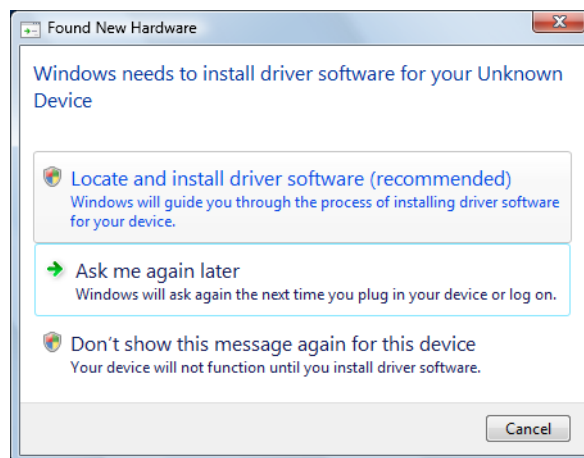 Found New Hardware
Windows needs to install driver software for your Unknown
Device
Locate and install driver software (recommended)
Windows will guide you through the process of installing driver software
for your device.
Ask me again later
Windows will ask again the next time you plug in your device or log on.
Don't show this message again for this device
Your device will not function until you install driver software.
Cancel